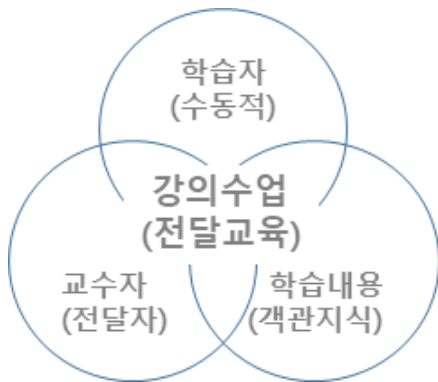 학습자
(수동적)
강의수업
(전달교육)
교수자
(전달자)
학습내용
(객관지식)